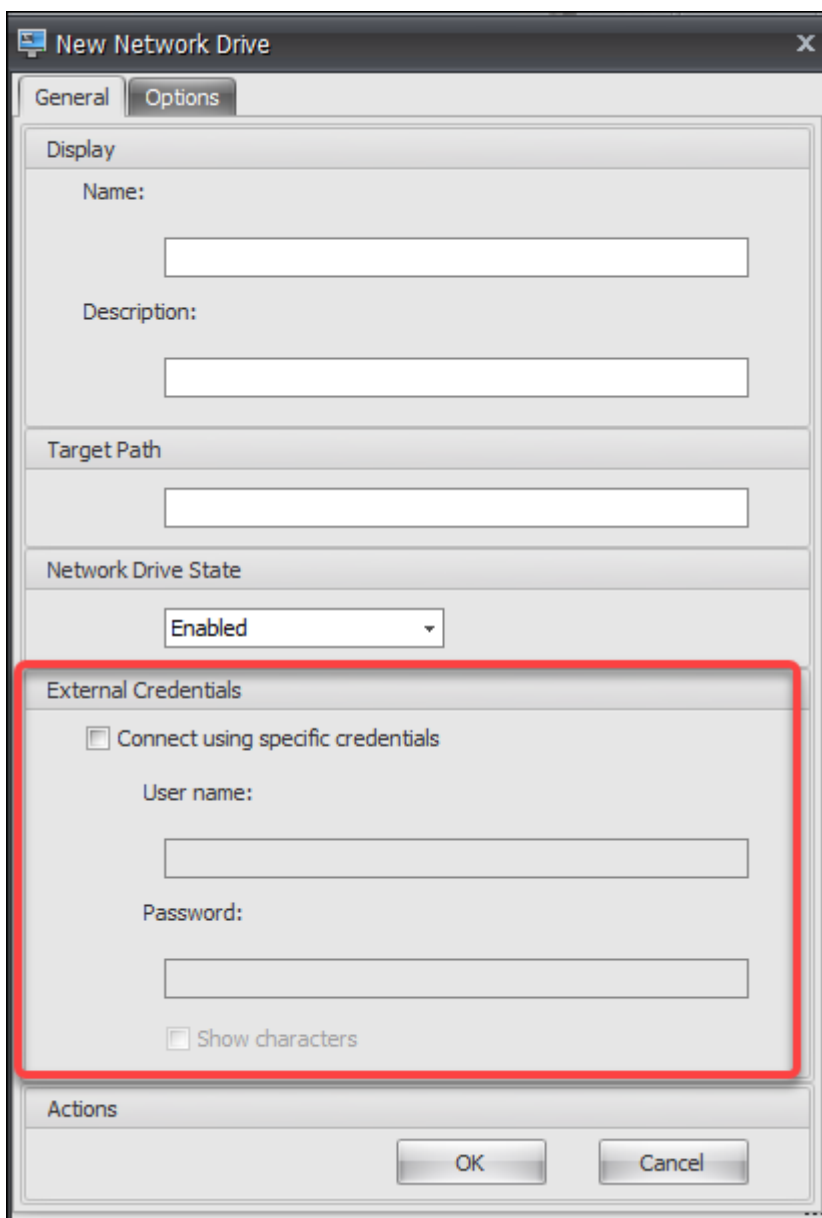 New Network Drive
General
Options
Display
Name:
Description:
Target Path
Network Drive State
Enabled
External Credentials
Connect using specific credentials
User name:
Password:
Show characters
Actions
OK
Cancel